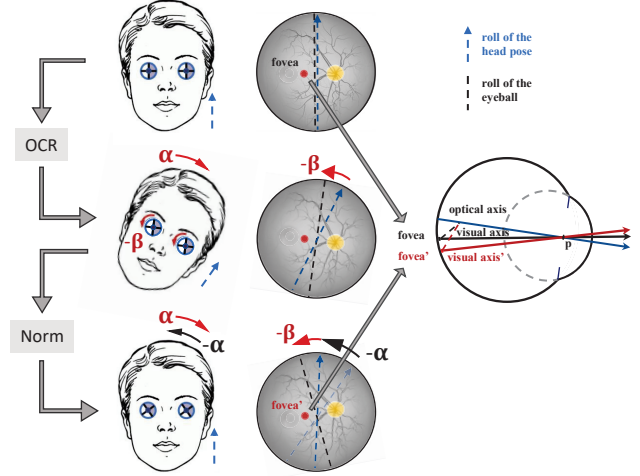 fovea
roll of the
head pose
roll of the
eyeball
OCR
α
-β
-β
optical axis
fovea
visual axis
p
fovea'
visual axis'
Norm
α
-α
-β
-α
fovea'